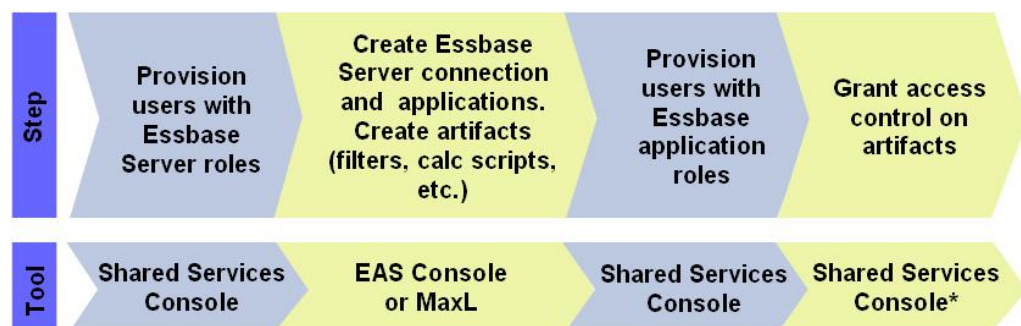 Step
Provision
users with
Essbase
Server roles
Create Essbase
Server connection
and applications.
Create artifacts
(filters, calc scripts,
etc.)
Provision
users with
Essbase
application
roles
Grant access
control on
artifacts
Tool
Shared Services
Console
EAS Console
or MaxL
Shared Services
Console
Shared Services
Console*